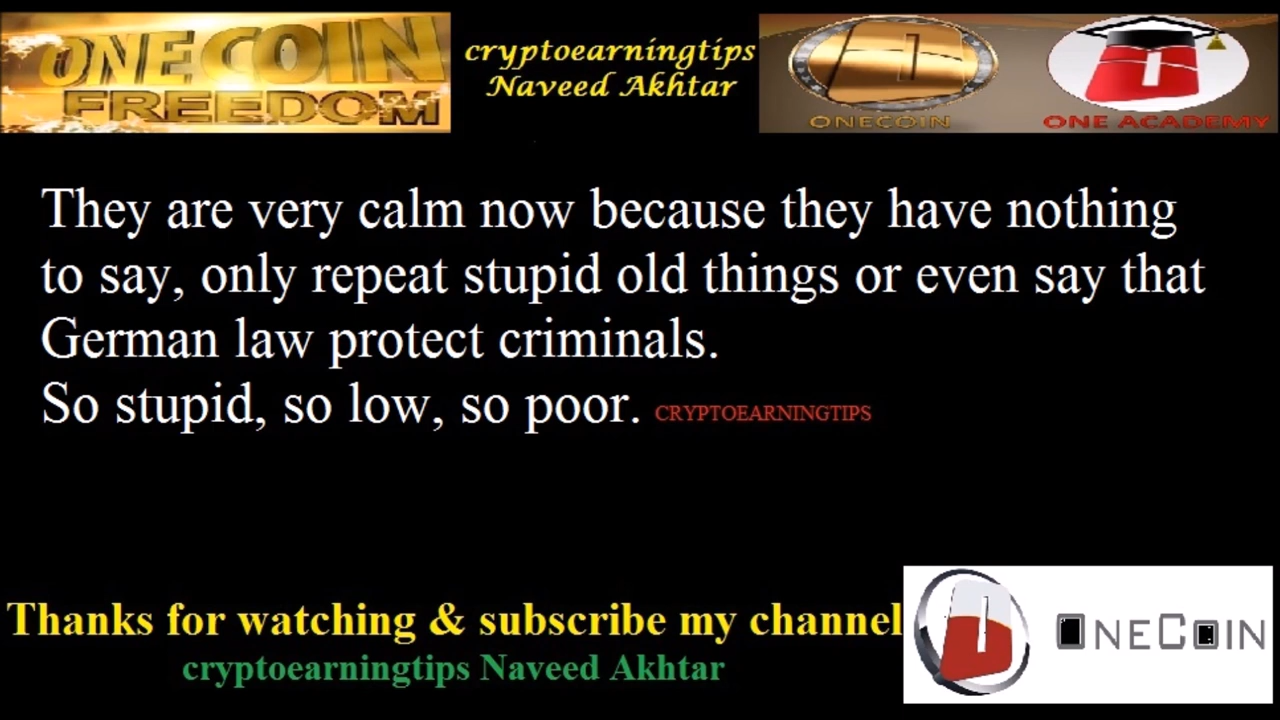 ONECOIN
FREEDOM
cryptoearningtips
Naveed Akhtar
ONECOIN
ONE ACADEMY
They are very calm now because they have nothing
to say, only repeat stupid old things or even say that
German law protect criminals.
So stupid, so low, so poor. CRYPTOEARNINGTIPS
Thanks for watching & subscribe my channel
cryptoearningtips Naveed Akhtar
ONECOIN